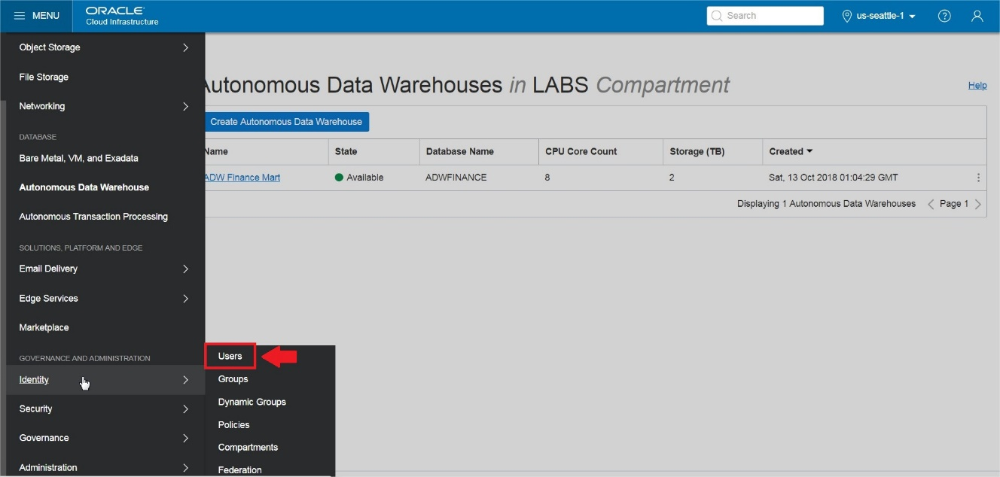 MENU
ORACLE
Cloud Infrastructure
Search
us-seattle-1
Object Storage
File Storage
Networking
DATABASE
Bare Metal, VM, and Exadata
Autonomous Data Warehouse
Autonomous Transaction Processing
SOLUTIONS, PLATFORM AND EDGE
Email Delivery
Edge Services
Marketplace
GOVERNANCE AND ADMINISTRATION
Identity
Security
Governance
Administration
Users
Groups
Dynamic Groups
Policies
Compartments
Federation
Autonomous Data Warehouses in LABS Compartment
Help
Create Autonomous Data Warehouse
Name State Database Name CPU Core Count Storage (TB) Created
ADW Finance Mart Available ADWFINANCE 8 2 Sat, 13 Oct 2018 01:04:29 GMT
Displaying 1 Autonomous Data Warehouses Page 1